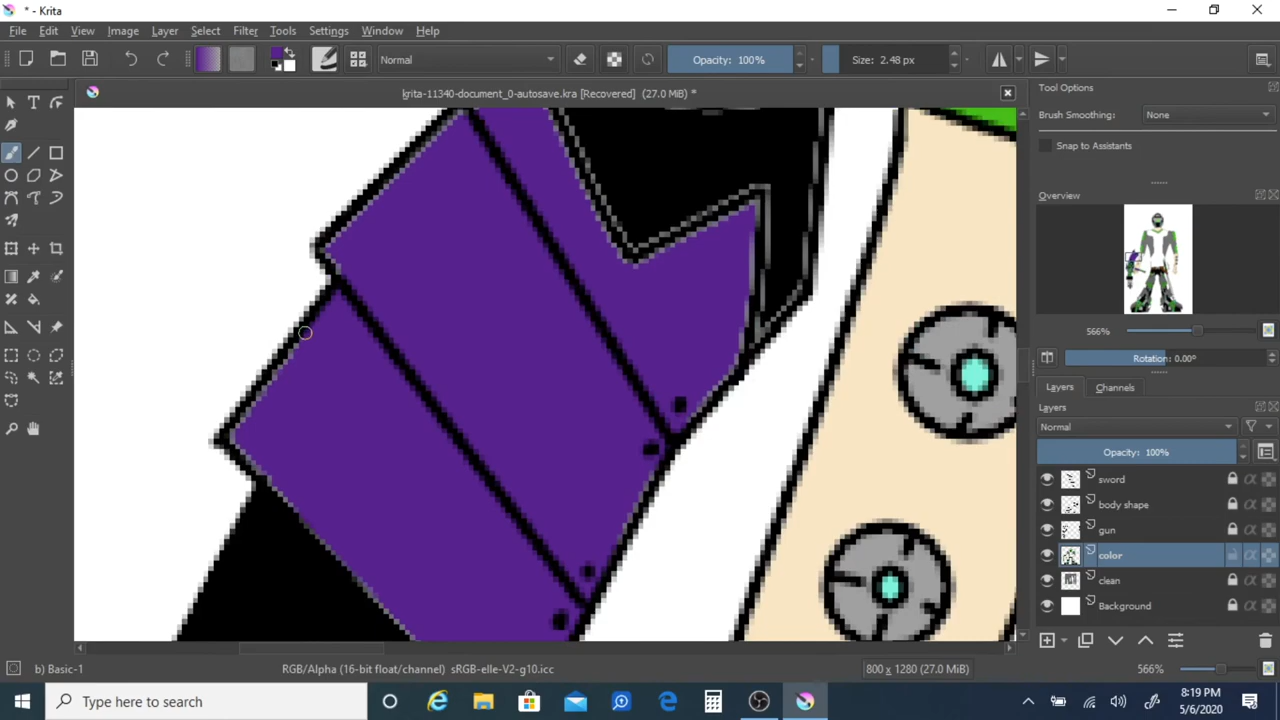 * - Krita
File Edit View Image Layer Select Filter Tools Settings Window Help
Normal Opacity: 100% Size: 2.48 px
krita-11340-document_0-autosave.kra [Recovered] (27.0 MiB) *
Tool Options
Brush Smoothing: None
Snap to Assistants
Overview
566%
Rotation: 0.00°
Layers Channels
Layers
Normal
Opacity: 100%
sword
body shape
gun
color
clean
Background
b) Basic-1 RGB/Alpha (16-bit float/channel) sRGB-elle-V2-g10.icc 800 x 1280 (27.0 MiB) 566%
Type here to search
8:19 PM
5/6/2020